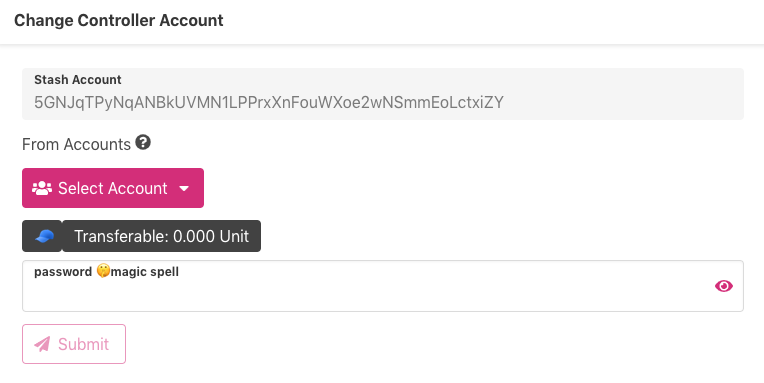 Change Controller Account
Stash Account
5GNJqTPyNqANBkUVMN1LPPrxXnFouWXoe2wNSmmEoLctxiZY
From Accounts
Select Account
Transferable: 0.000 Unit
password 🤫magic spell
Submit